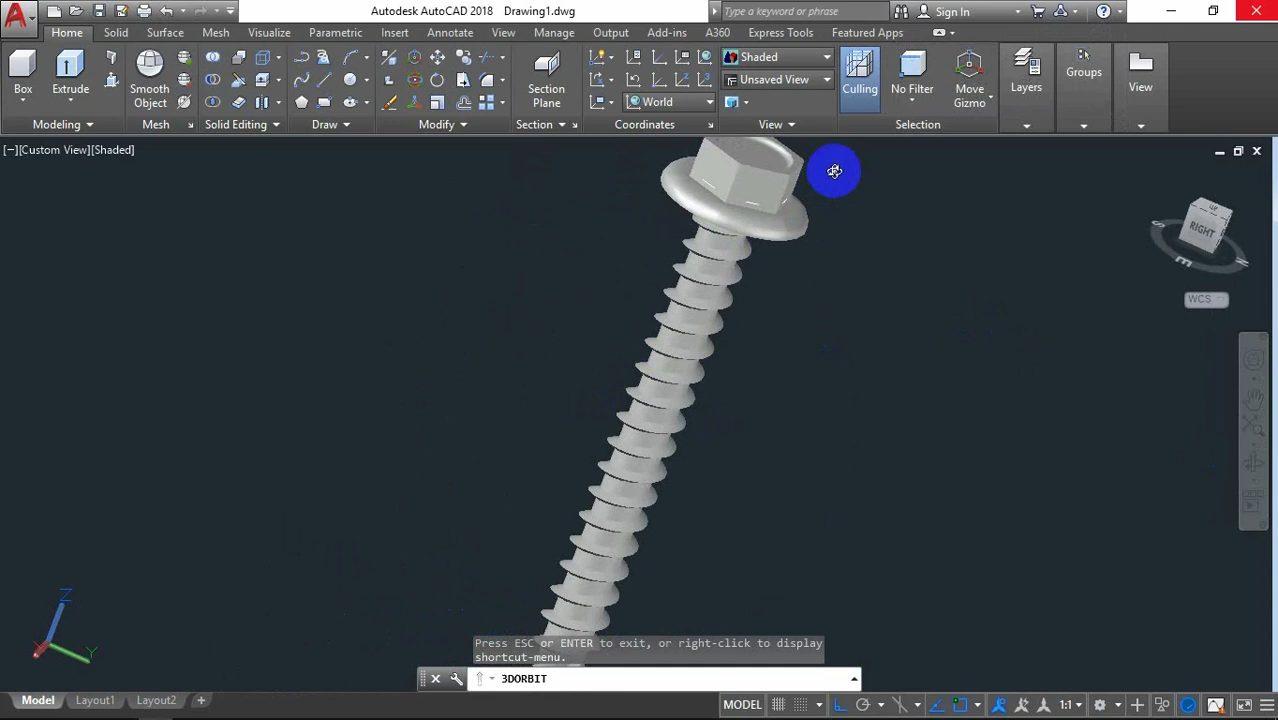 Autodesk AutoCAD 2018 Drawing1.dwg
Type a keyword or phrase
Sign In
Home Solid Surface Mesh Visualize Parametric Insert Annotate View Manage Output Add-ins A360 Express Tools Featured Apps
Box
Extrude
Smooth
Object
Section
Plane
Shaded
Unsaved View
World
Culling
No Filter
Move
Gizmo
Layers
Groups
View
Modeling
Mesh
Solid Editing
Draw
Modify
Section
Coordinates
View
Selection
[−][Custom View][Shaded]
RIGHT
S
E
N
WCS
Z
X
Y
Press ESC or ENTER to exit, or right-click to display
shortcut-menu.
3DORBIT
Model Layout1 Layout2
MODEL
1:1